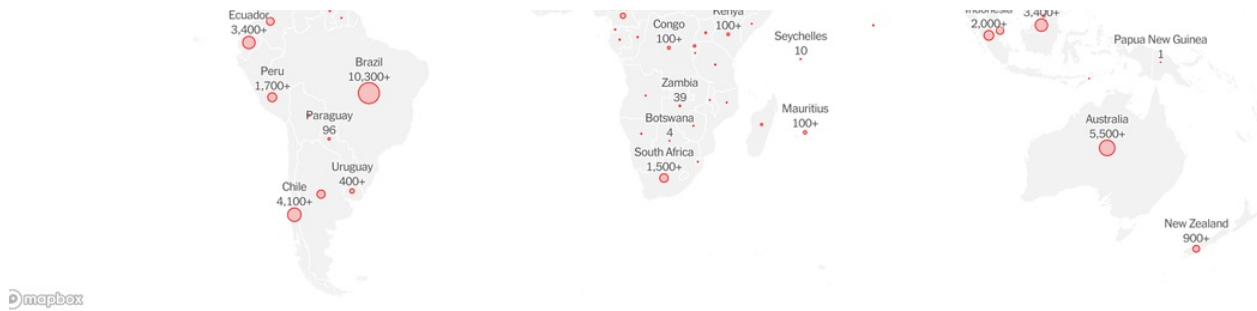 Ecuador
3,400+
Peru
1,700+
Brazil
10,300+
Paraguay
96
Uruguay
400+
Chile
4,100+
Congo
100+
Kenya
100+
Seychelles
10
Zambia
39
Mauritius
100+
Botswana
4
South Africa
1,500+
Indonesia
2,000+
3,400+
Papua New Guinea
1
Australia
5,500+
New Zealand
900+
mapbox